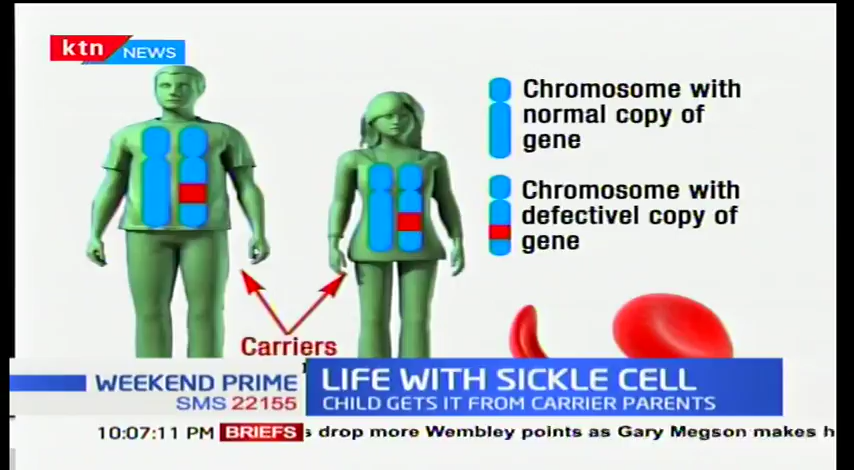 ktn NEWS
Chromosome with
normal copy of
gene
Chromosome with
defectivel copy of
gene
Carriers
WEEKEND PRIME
SMS 22155
LIFE WITH SICKLE CELL
CHILD GETS IT FROM CARRIER PARENTS
10:07:11 PM BRIEFS s drop more Wembley points as Gary Megson makes h